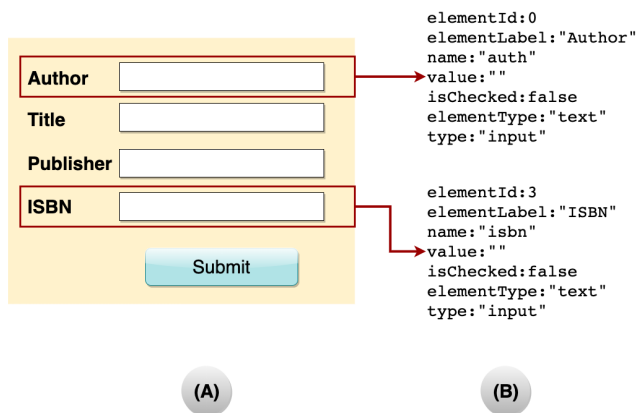 Author
Title
Publisher
ISBN
Submit
(A)
elementId:0
elementLabel:"Author"
name:"auth"
value:""
isChecked:false
elementType:"text"
type:"input"
elementId:3
elementLabel:"ISBN"
name:"isbn"
value:""
isChecked:false
elementType:"text"
type:"input"
(B)